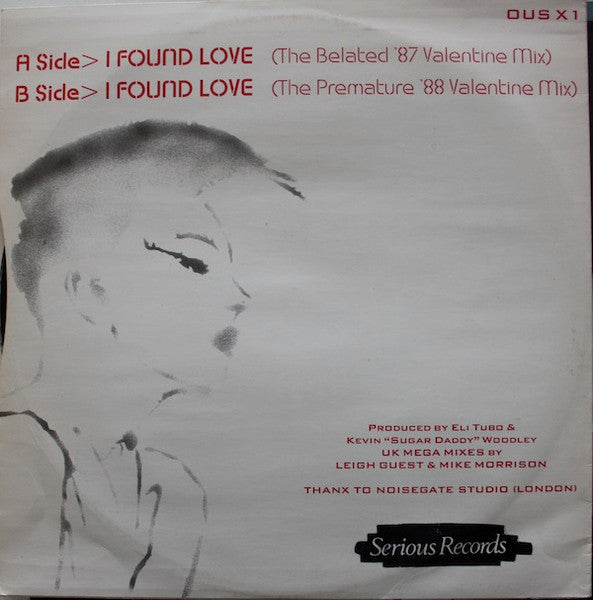 OUS X 1
A Side > I FOUND LOVE (The Belated '87 Valentine Mix)
B Side > I FOUND LOVE (The Premature '88 Valentine Mix)
PRODUCED BY ELI TUBO &
KEVIN "SUGAR DADDY" WOODLEY
UK MEGA MIXES BY
LEIGH GUEST & MIKE MORRISON
THANX TO NOISEGATE STUDIO (LONDON)
Serious Records